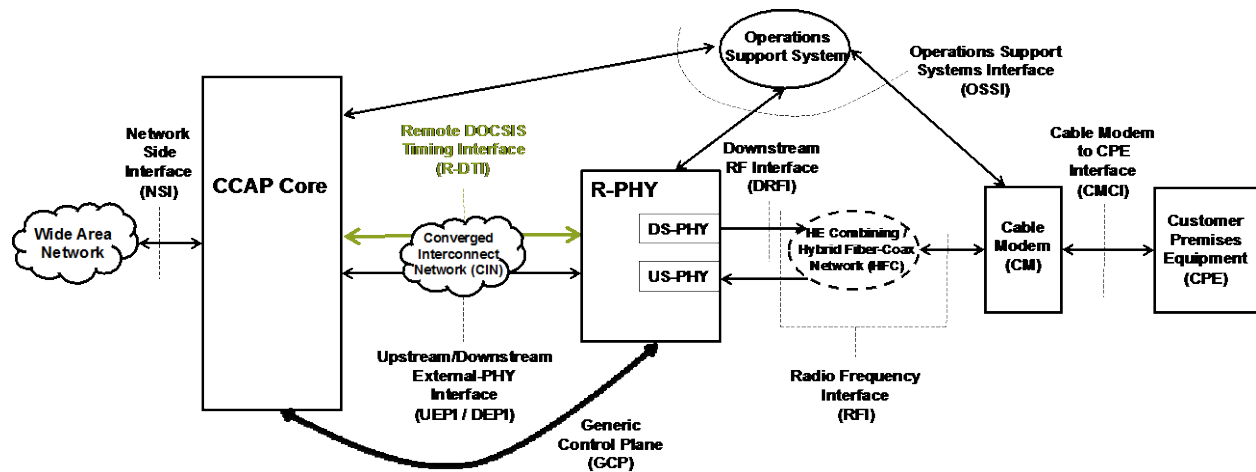 Operations
Support System
Operations Support
Systems Interface
(OSSI)
Network
Side
Interface
(NSI)
CCAP Core
Remote DOCSIS
Timing Interface
(R-DTI)
Downstream
RF Interface
(DRFI)
Cable Modem
to CPE
Interface
(CMCI)
R-PHY
Wide Area
Network
Converged
Interconnect
Network (CIN)
DS-PHY
US-PHY
HE Combining /
Hybrid Fiber-Coax
Network (HFC)
Cable
Modem
(CM)
Customer
Premises
Equipment
(CPE)
Upstream/Downstream
External-PHY
Interface
(UEPI / DEPI)
Radio Frequency
Interface
(RFI)
Generic
Control Plane
(GCP)